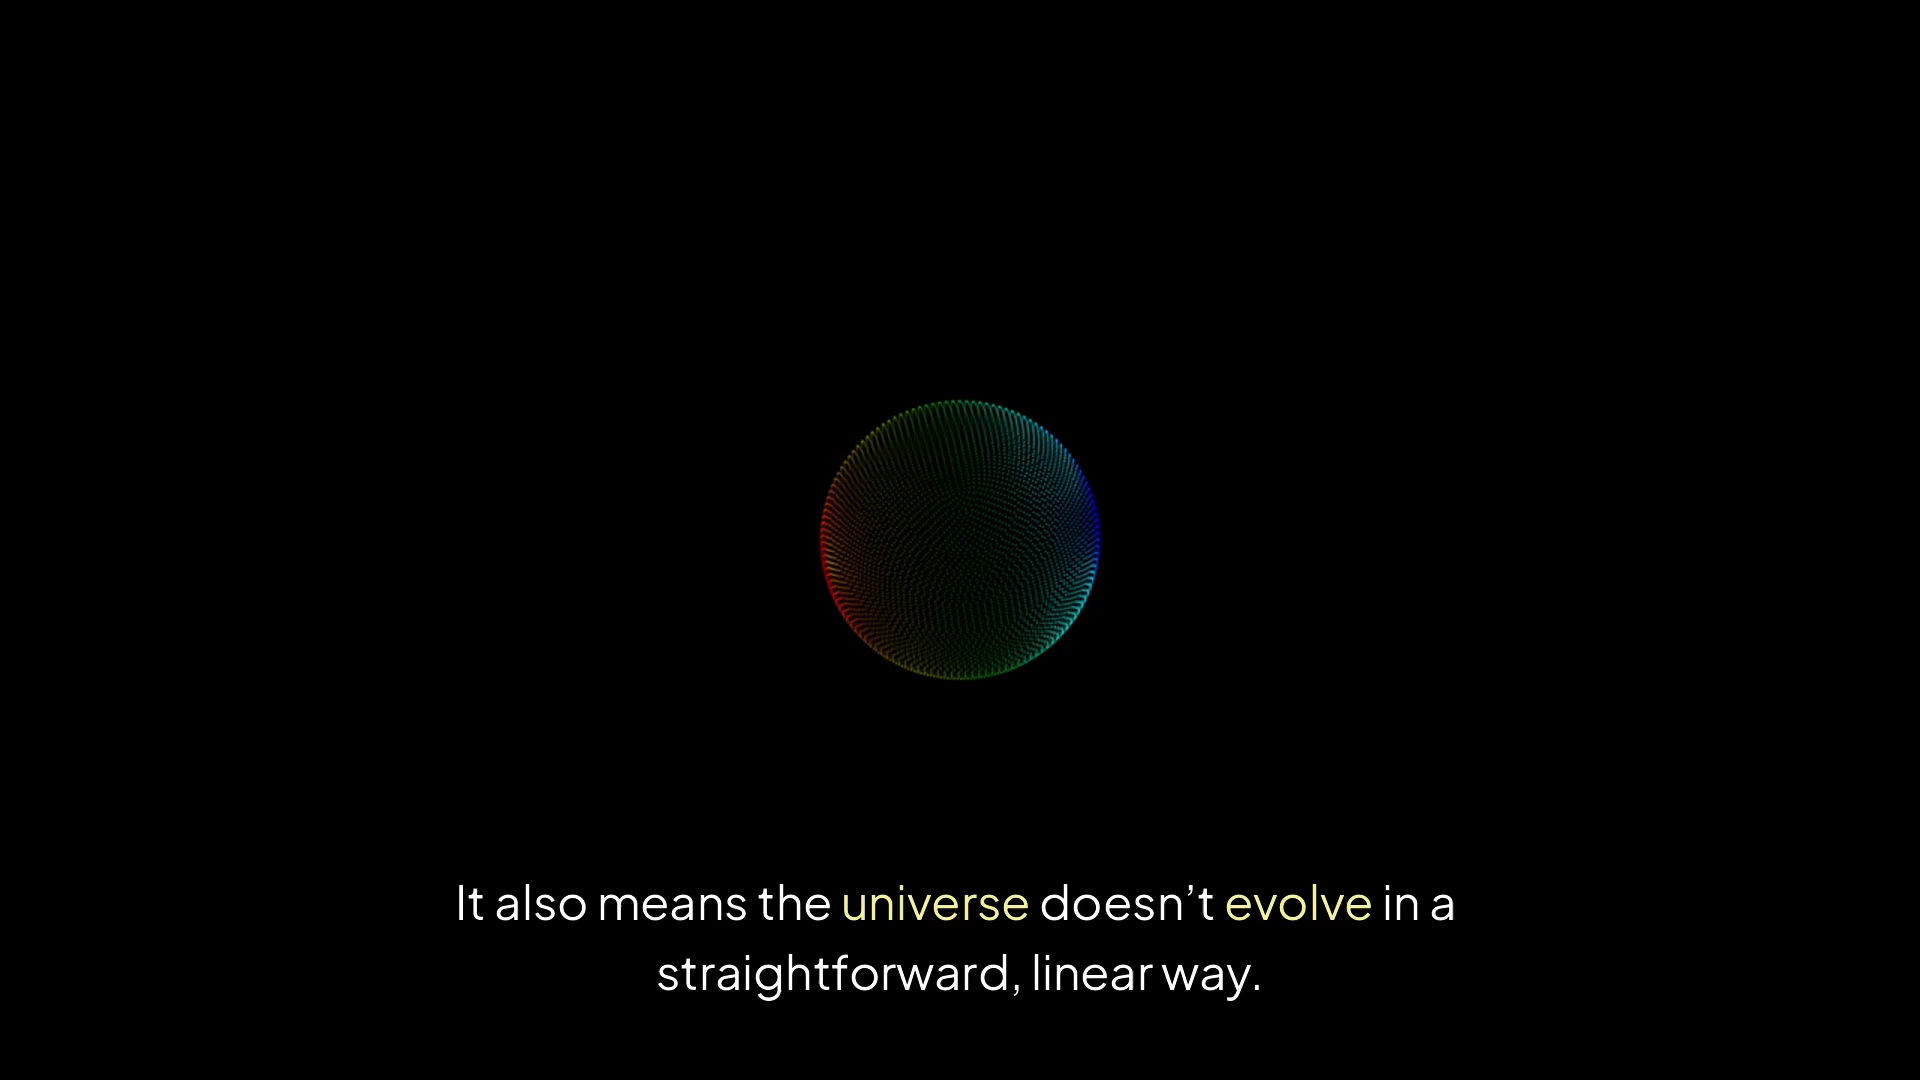 It also means the universe doesn’t evolve in a
straightforward, linear way.